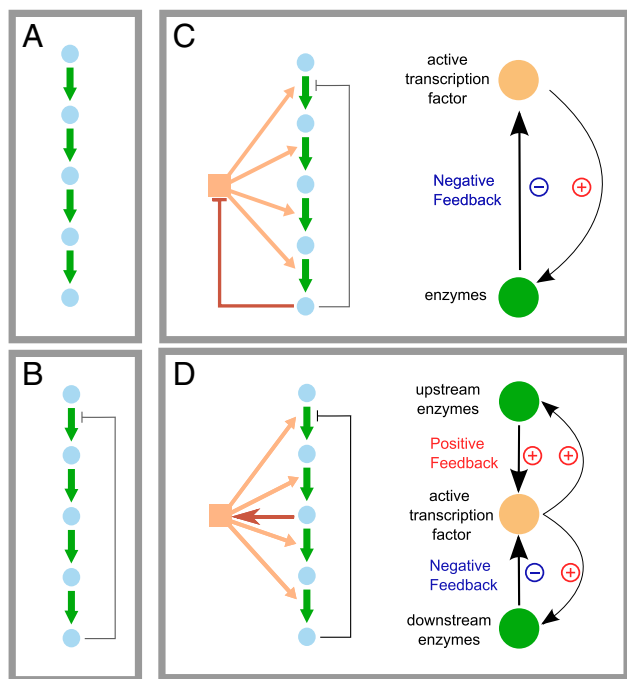 A
C
active
transcription
factor
Negative
Feedback
−
+
enzymes
B
D
upstream
enzymes
Positive
Feedback
+
+
active
transcription
factor
Negative
Feedback
−
+
downstream
enzymes